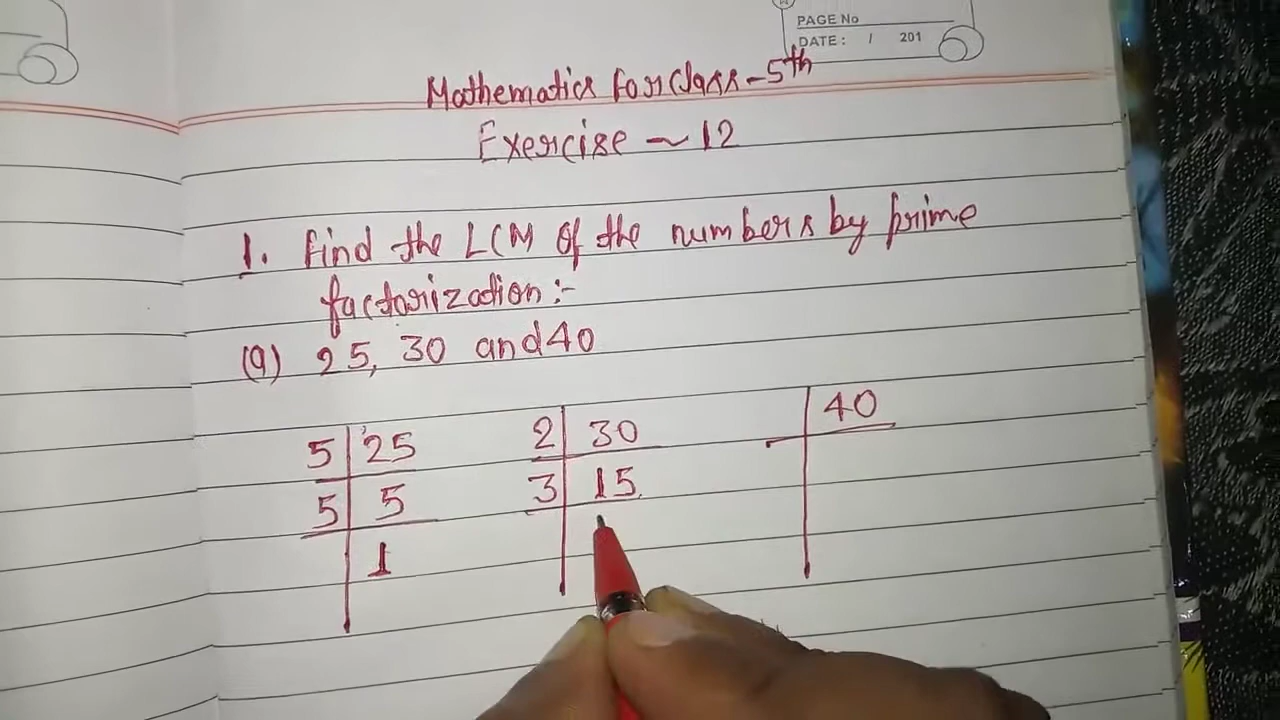 PAGE No
DATE: / 201
Mathematics for class-5th
Exercise ~ 12
1. Find the LCM of the numbers by prime
factorization:-
(a) 25, 30 and 40
5 25 2 30 40
5 5 3 15
1